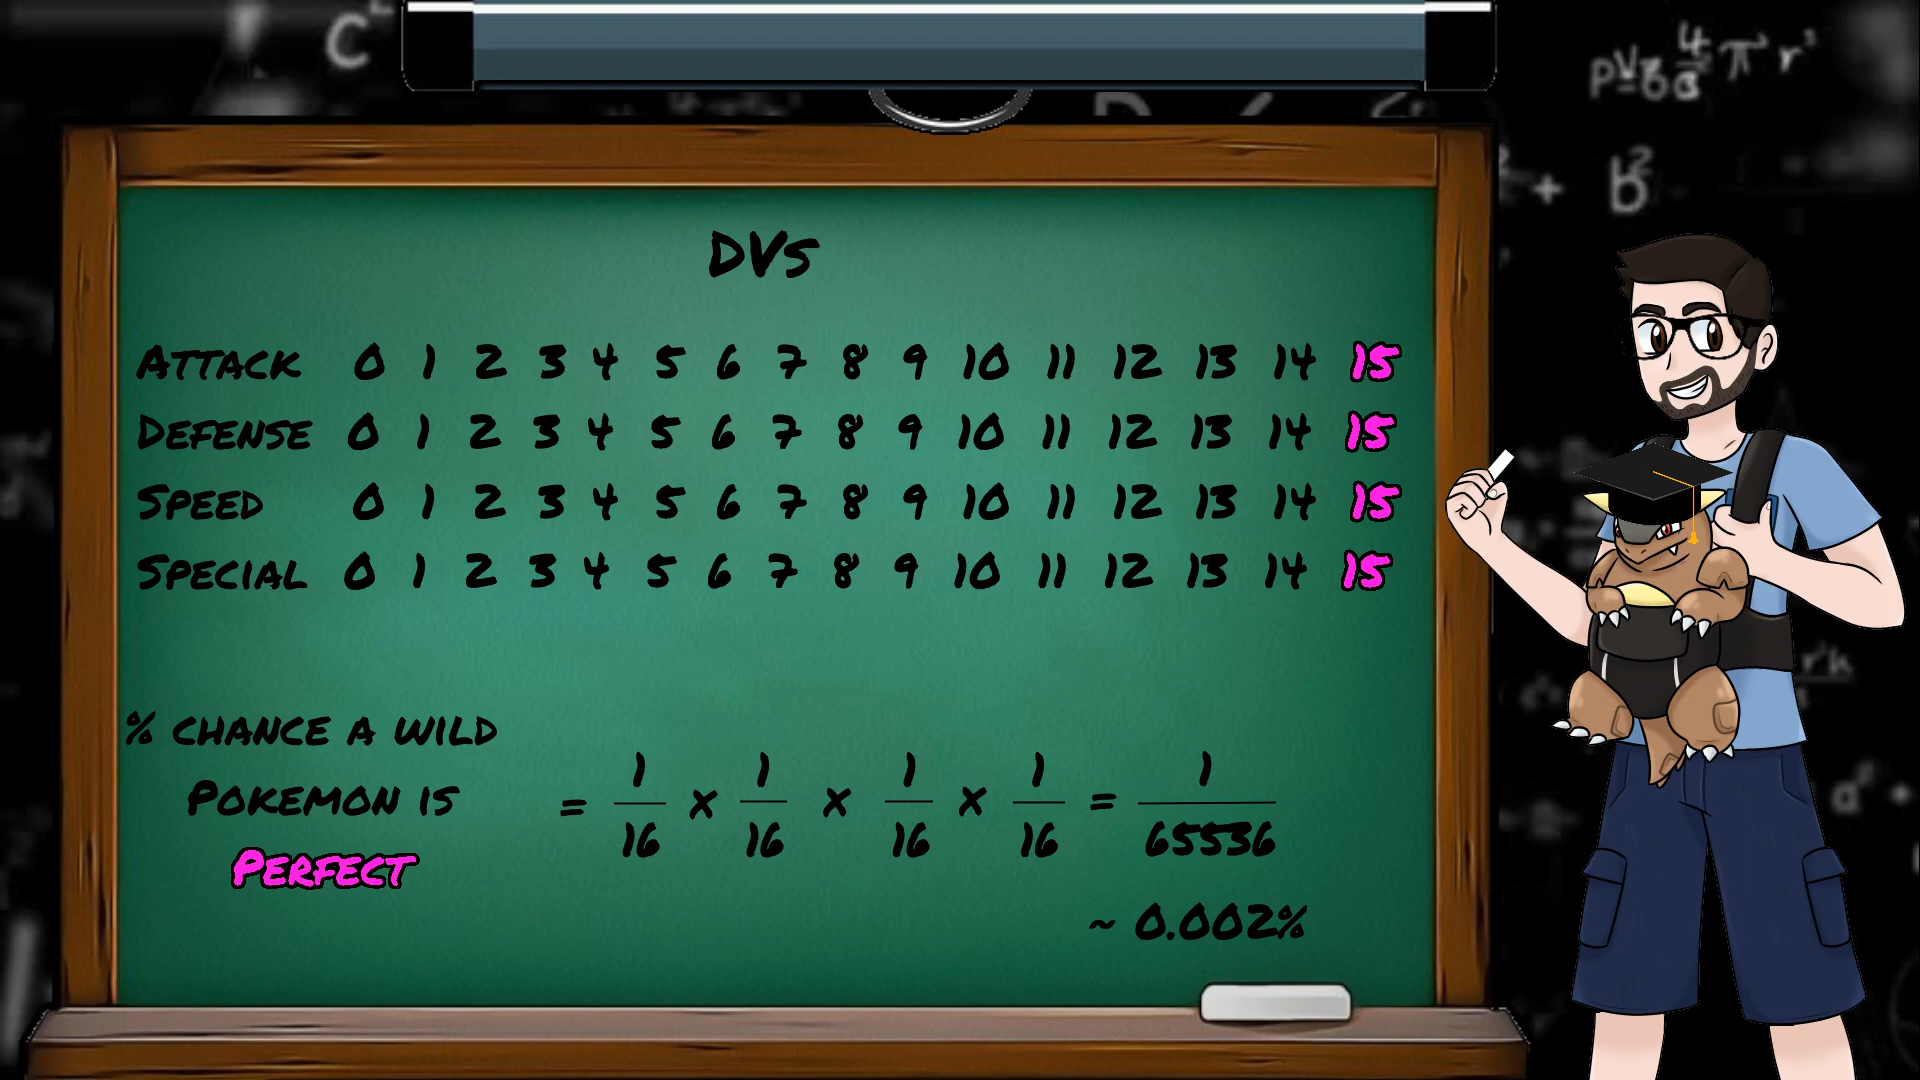 DVs
Attack 0 1 2 3 4 5 6 7 8 9 10 11 12 13 14 15
Defense 0 1 2 3 4 5 6 7 8 9 10 11 12 13 14 15
Speed 0 1 2 3 4 5 6 7 8 9 10 11 12 13 14 15
Special 0 1 2 3 4 5 6 7 8 9 10 11 12 13 14 15
% chance a wild
Pokemon is
Perfect
= 1/16 x 1/16 x 1/16 x 1/16 = 1/65536
~ 0.002%